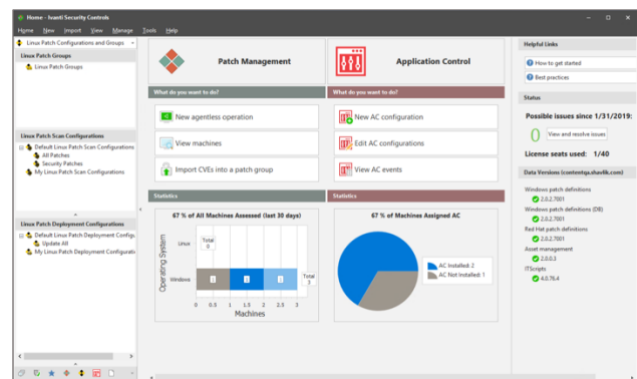 Home - Ivanti Security Controls
Home New Import View Manage Tools Help
Linux Patch Configurations and Groups
Linux Patch Groups
Linux Patch Groups
Linux Patch Scan Configurations
Default Linux Patch Scan Configurations
All Patches
Security Patches
My Linux Patch Scan Configurations
Linux Patch Deployment Configurations
Default Linux Patch Deployment Configu
Update All
My Linux Patch Deployment Configurati
Patch Management
What do you want to do?
New agentless operation
View machines
Import CVEs into a patch group
Statistics
67 % of All Machines Assessed (last 30 days)
Operating System
Linux
Total
0
Windows
1
1
1
Total
3
0 0.5 1 1.5 2 2.5 3
Machines
Application Control
What do you want to do?
New AC configuration
Edit AC configurations
View AC events
Statistics
67 % of Machines Assigned AC
AC Installed: 2
AC Not Installed: 1
Helpful Links
How to get started
Best practices
Status
Possible issues since 1/31/2019:
0 View and resolve issues
License seats used: 1/40
Data Versions (contentqa.shavlik.com)
Windows patch definitions
2.0.2.7001
Windows patch definitions (DB)
2.0.2.7001
Red Hat patch definitions
2.0.2.7001
Asset management
2.0.0.3
ITScripts
4.0.76.4